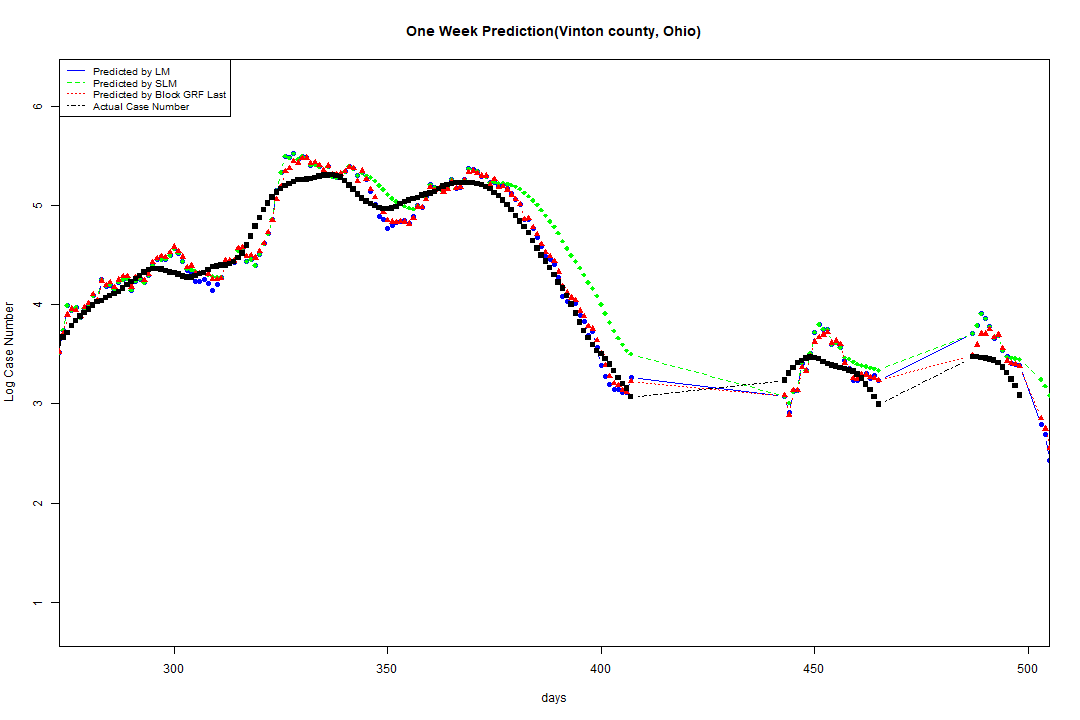 One Week Prediction(Vinton county, Ohio)
Predicted by LM
Predicted by SLM
Predicted by Block GRF Last
Actual Case Number
6
5
4
3
2
1
Log Case Number
300 350 400 450 500
days